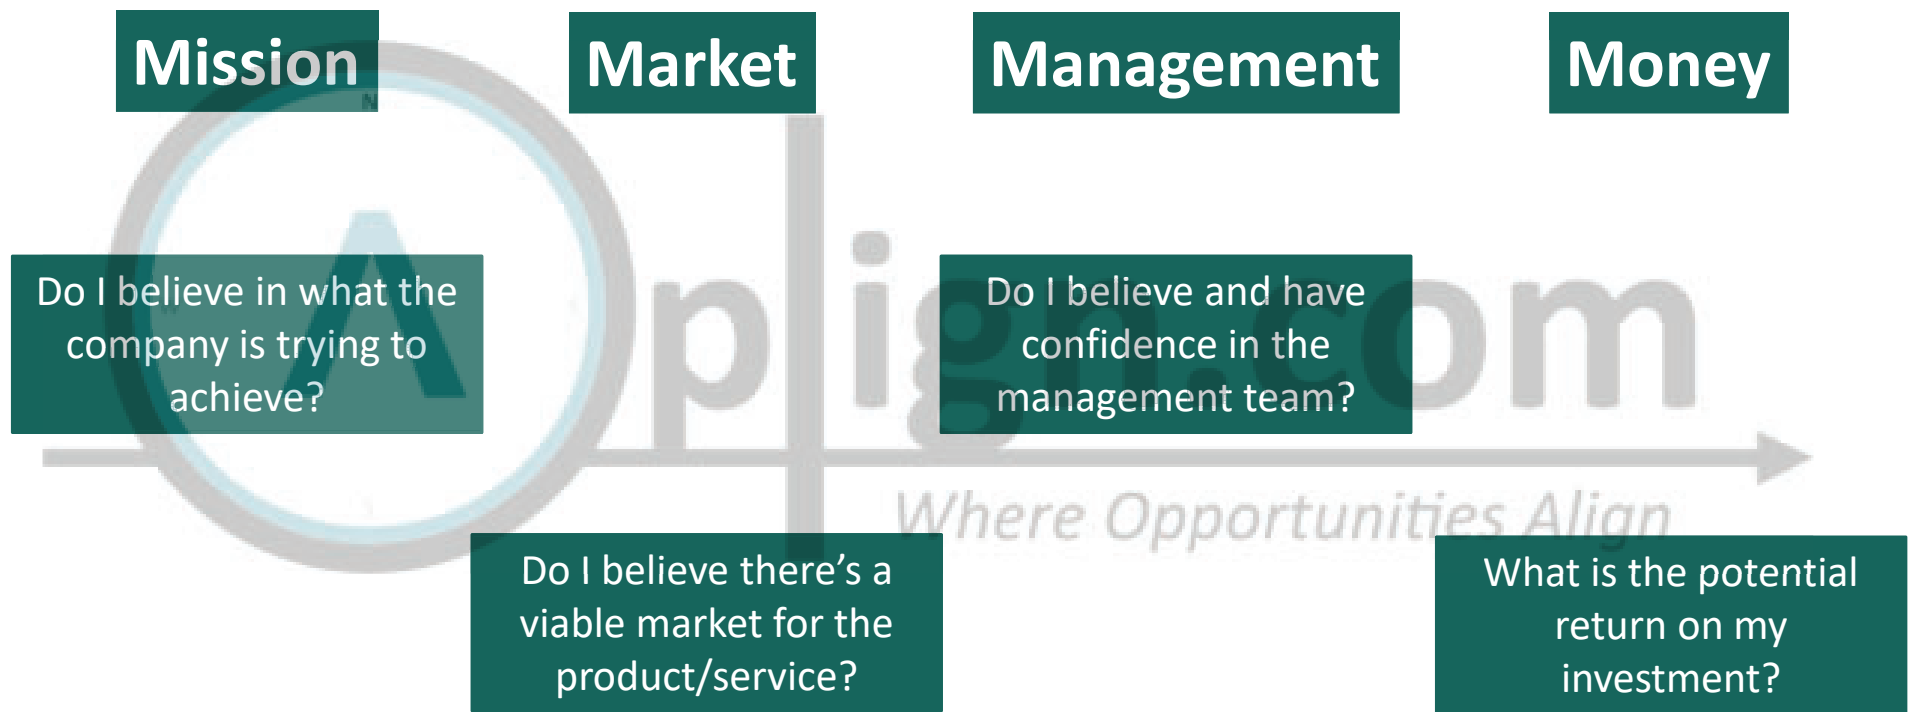 Mission
Market
Management
Money
N
Aplign.com
Where Opportunities Align
Do I believe in what the
company is trying to
achieve?
Do I believe there's a
viable market for the
product/service?
Do I believe and have
confidence in the
management team?
What is the potential
return on my
investment?